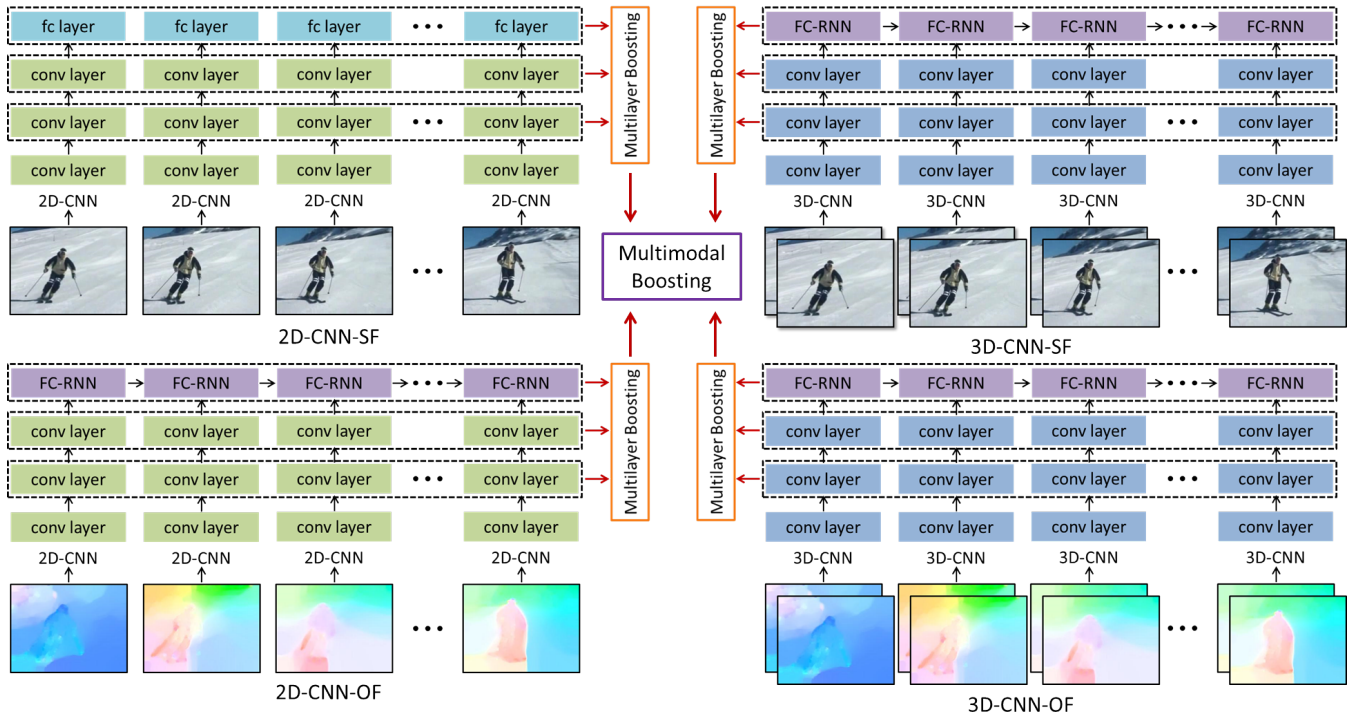 fc layer fc layer fc layer ••• fc layer
conv layer conv layer conv layer conv layer
conv layer conv layer conv layer ••• conv layer
conv layer conv layer conv layer conv layer
2D-CNN 2D-CNN 2D-CNN 2D-CNN
•••
2D-CNN-SF
Multilayer Boosting
Multilayer Boosting
FC-RNN FC-RNN FC-RNN ••• FC-RNN
conv layer conv layer conv layer conv layer
conv layer conv layer conv layer ••• conv layer
conv layer conv layer conv layer conv layer
3D-CNN 3D-CNN 3D-CNN 3D-CNN
•••
3D-CNN-SF
Multimodal
Boosting
FC-RNN FC-RNN FC-RNN ••• FC-RNN
conv layer conv layer conv layer conv layer
conv layer conv layer conv layer ••• conv layer
conv layer conv layer conv layer conv layer
2D-CNN 2D-CNN 2D-CNN 2D-CNN
•••
2D-CNN-OF
Multilayer Boosting
Multilayer Boosting
FC-RNN FC-RNN FC-RNN ••• FC-RNN
conv layer conv layer conv layer conv layer
conv layer conv layer conv layer ••• conv layer
conv layer conv layer conv layer conv layer
3D-CNN 3D-CNN 3D-CNN 3D-CNN
•••
3D-CNN-OF